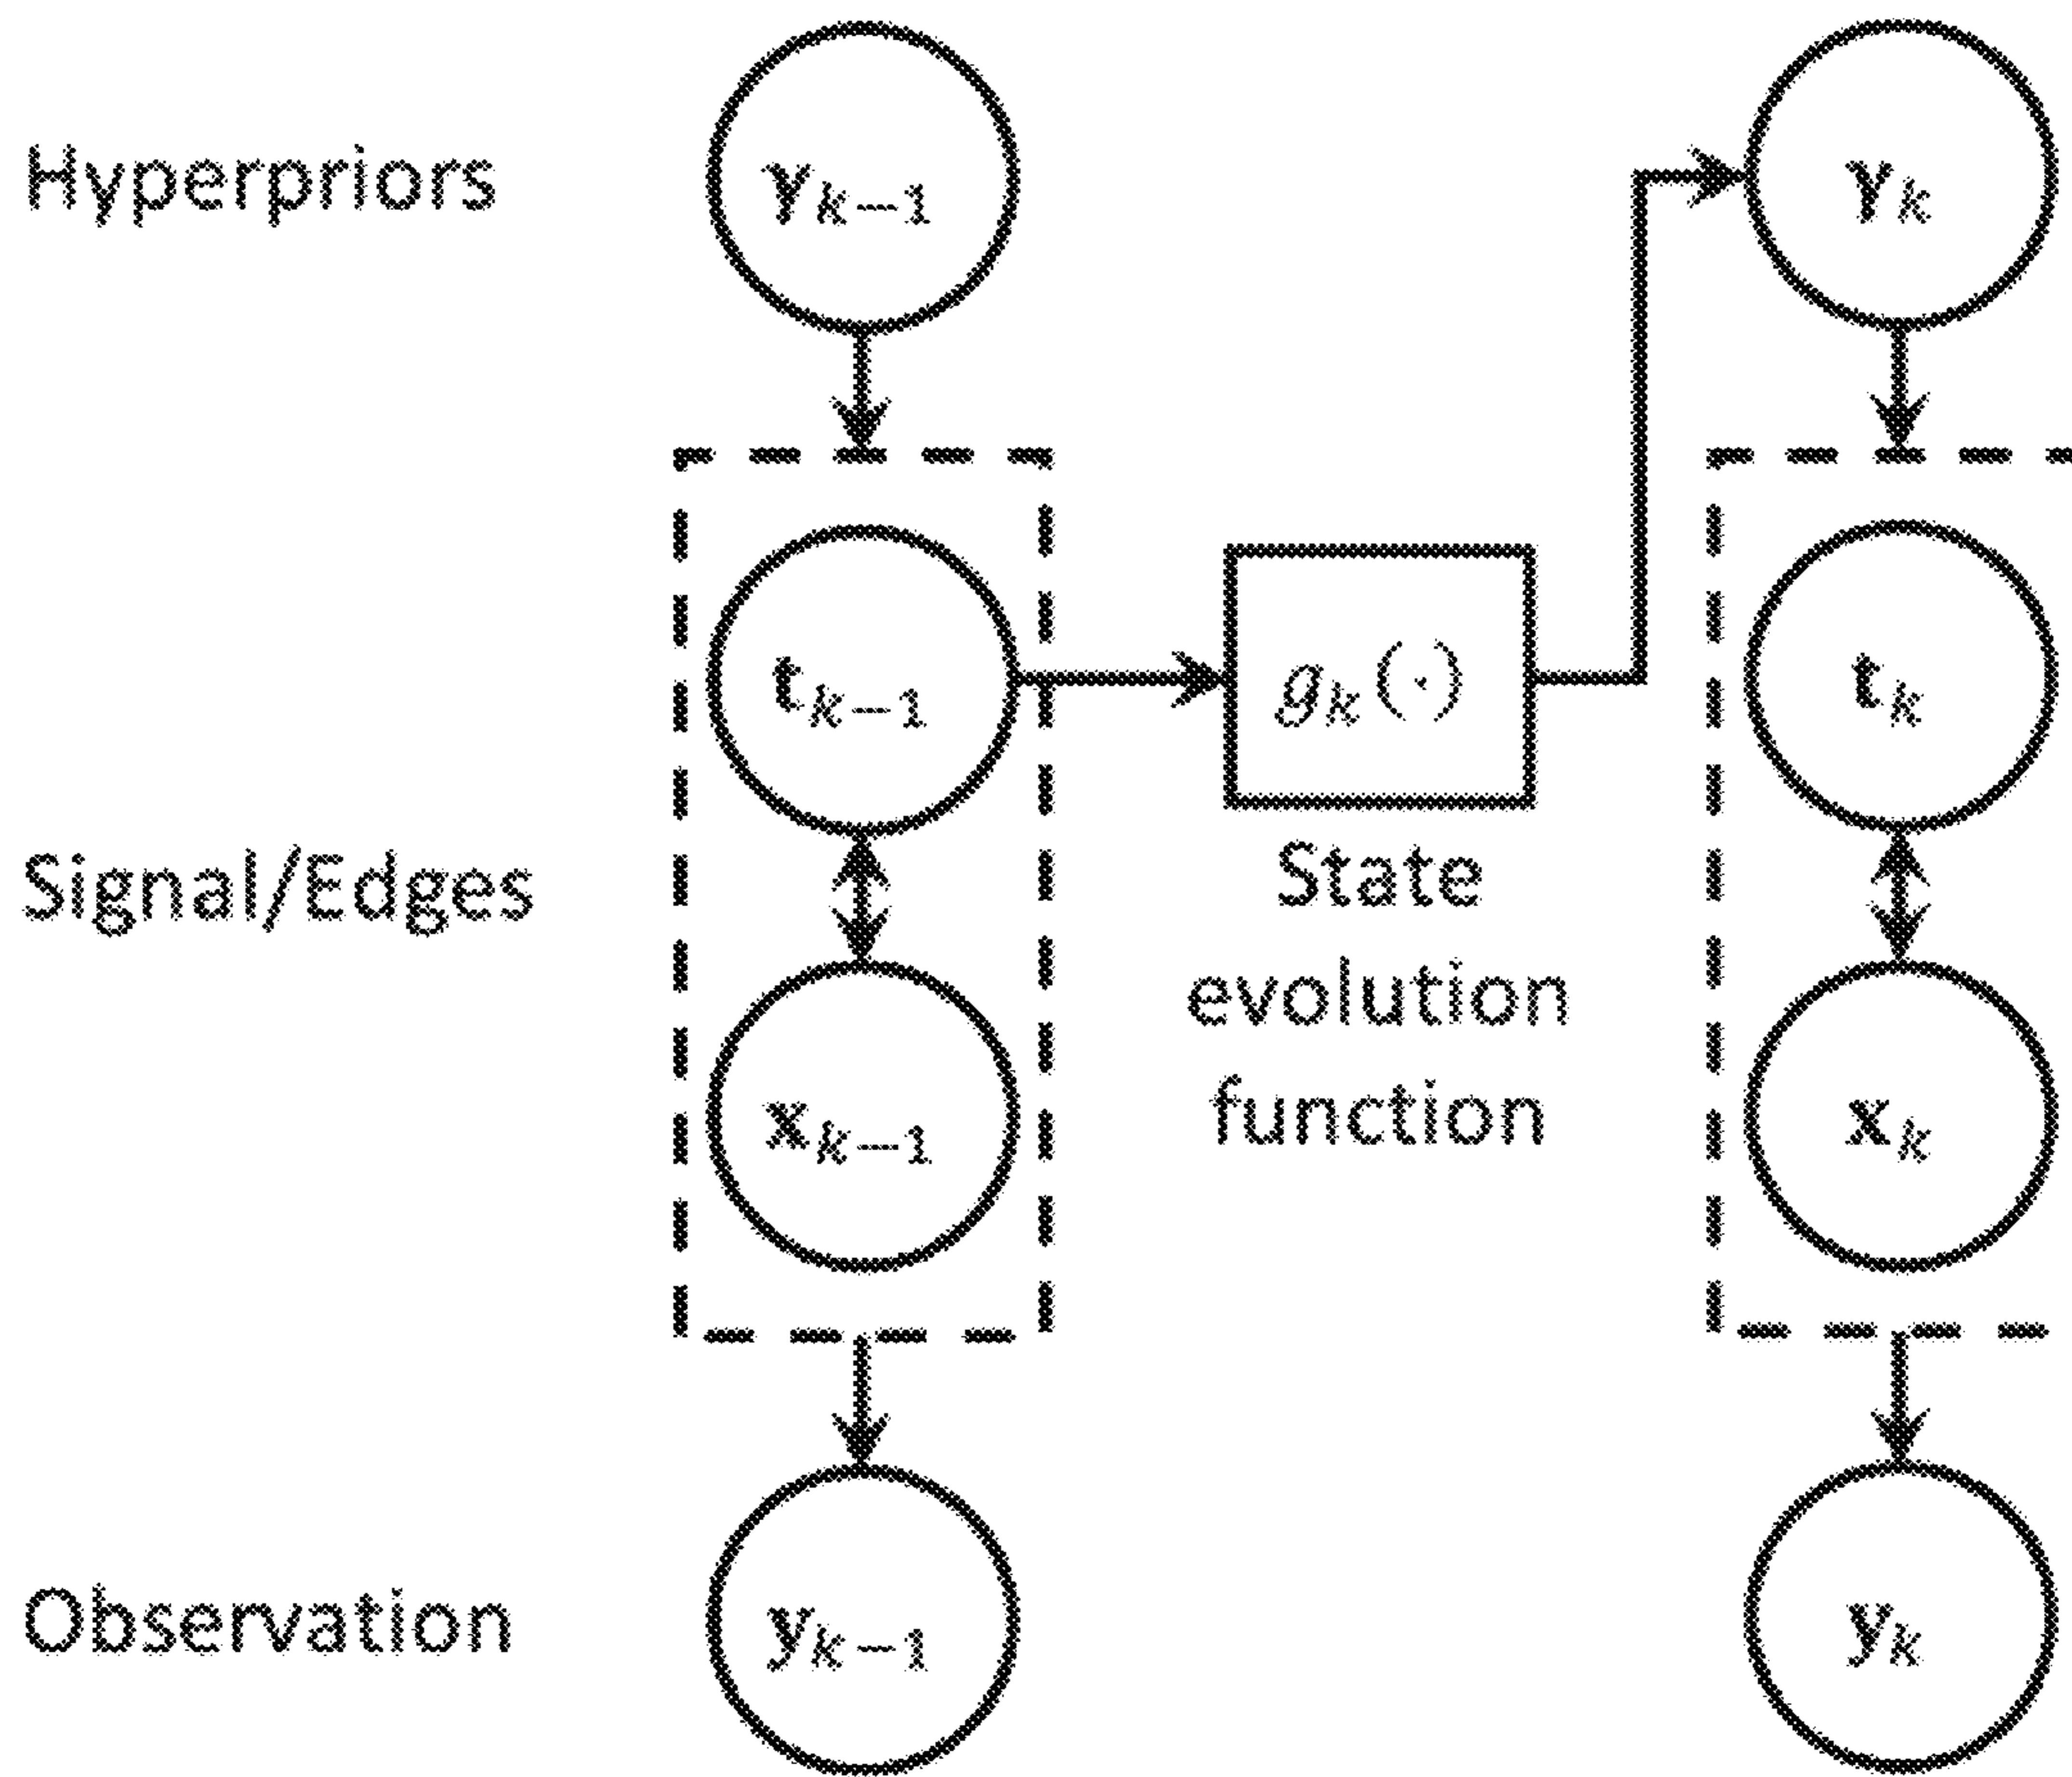 Hyperpriors
γₖ₋₁
γₖ
tₖ₋₁
gₖ(·)
tₖ
Signal/Edges
State
evolution
function
xₖ₋₁
xₖ
Observation
yₖ₋₁
yₖ